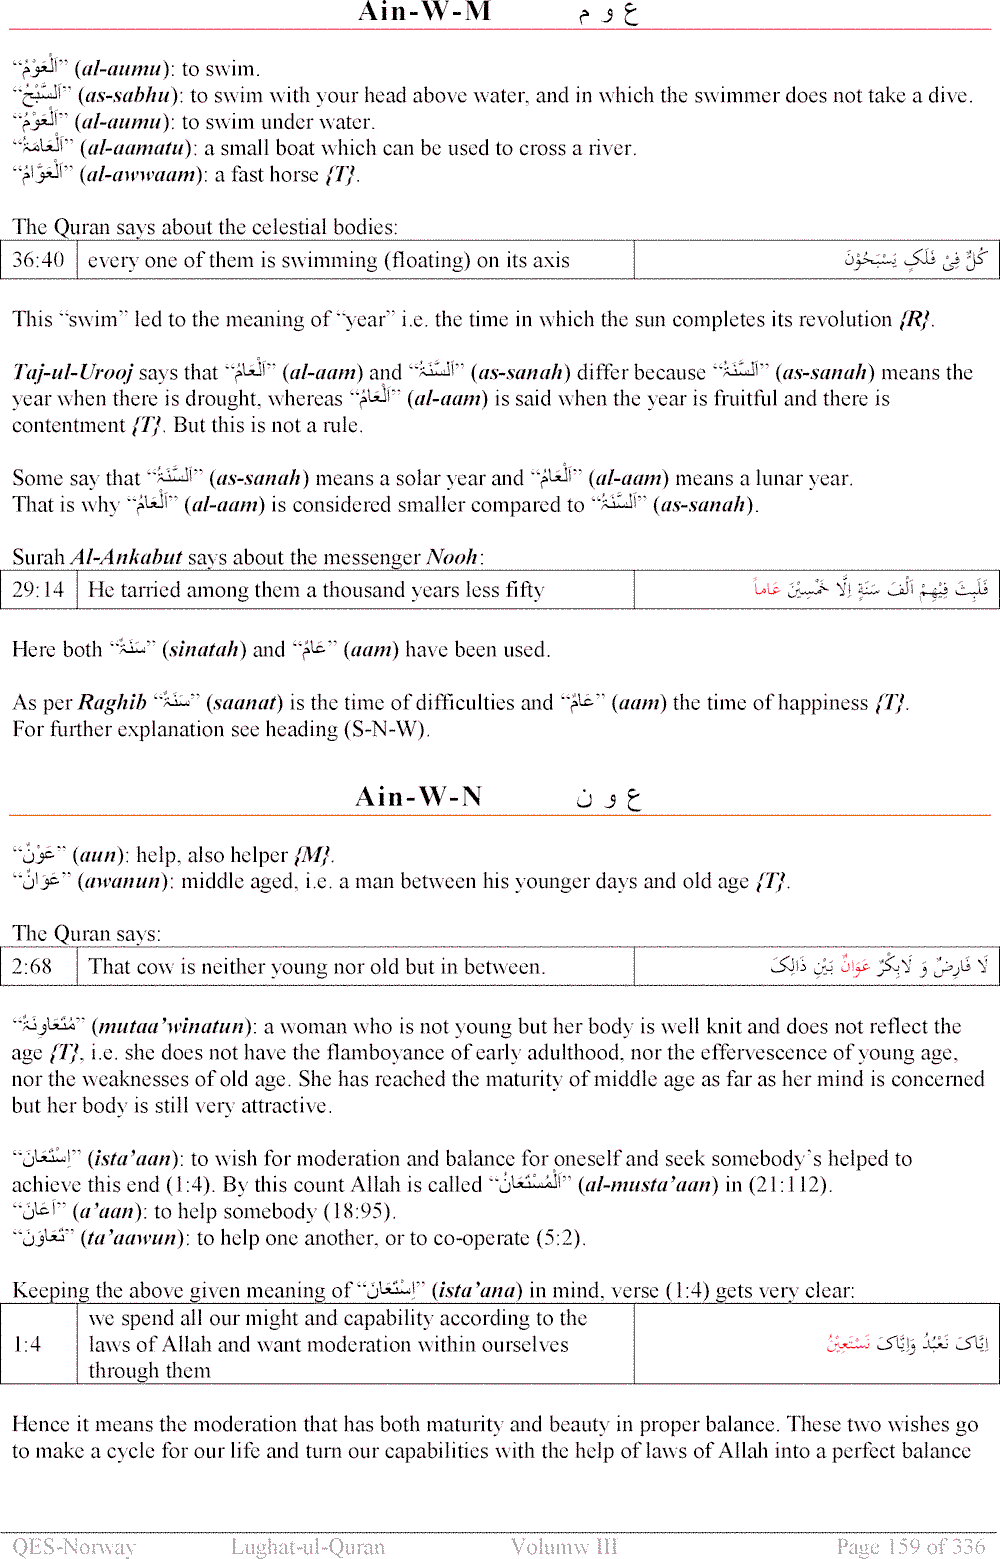 Ain-W-M ع و م
“اَلْعَوْمُ” (al-aumu): to swim.
“اَلسَّبْحُ” (as-sabhu): to swim with your head above water, and in which the swimmer does not take a dive.
“اَلْعَوْمُ” (al-aumu): to swim under water.
“اَلْعَامَۃُ” (al-aamatu): a small boat which can be used to cross a river.
“اَلْعَوَّامُ” (al-awwaam): a fast horse {T}.
The Quran says about the celestial bodies:
36:40 every one of them is swimming (floating) on its axis کُلٌّ فِیْ فَلَکٍ یَسْبَحُوْنَ
This “swim” led to the meaning of “year” i.e. the time in which the sun completes its revolution {R}.
Taj-ul-Urooj says that “اَلْعَامُ” (al-aam) and “اَلسَّنَۃُ” (as-sanah) differ because “اَلسَّنَۃُ” (as-sanah) means the
year when there is drought, whereas “اَلْعَامُ” (al-aam) is said when the year is fruitful and there is
contentment {T}. But this is not a rule.
Some say that “اَلسَّنَۃُ” (as-sanah) means a solar year and “اَلْعَامُ” (al-aam) means a lunar year.
That is why “اَلْعَامُ” (al-aam) is considered smaller compared to “اَلسَّنَۃُ” (as-sanah).
Surah Al-Ankabut says about the messenger Nooh:
29:14 He tarried among them a thousand years less fifty فَلَبِثَ فِیْھِمْ اَلْفَ سَنَۃٍ اِلَّا خَمْسِیْنَ عَاماً
Here both “سَنَۃٌ” (sinatah) and “عَامٌ” (aam) have been used.
As per Raghib “سَنَۃٌ” (saanat) is the time of difficulties and “عَامٌ” (aam) the time of happiness {T}.
For further explanation see heading (S-N-W).
Ain-W-N ع و ن
“عَوْنٌ” (aun): help, also helper {M}.
“عَوَانٌ” (awanun): middle aged, i.e. a man between his younger days and old age {T}.
The Quran says:
2:68 That cow is neither young nor old but in between. لَا فَارِضٌ وَ لَابِکْرٌ عَوَانٌ بَیْنَ ذَالِکَ
“مُتَعَاوِنَۃٌ” (mutaa’winatun): a woman who is not young but her body is well knit and does not reflect the
age {T}, i.e. she does not have the flamboyance of early adulthood, nor the effervescence of young age,
nor the weaknesses of old age. She has reached the maturity of middle age as far as her mind is concerned
but her body is still very attractive.
“اِسْتَعَانَ” (ista’aan): to wish for moderation and balance for oneself and seek somebody’s helped to
achieve this end (1:4). By this count Allah is called “اَلْمُسْتَعَانُ” (al-musta’aan) in (21:112).
“اَعَانَ” (a’aan): to help somebody (18:95).
“تَعَاوَنَ” (ta’aawun): to help one another, or to co-operate (5:2).
Keeping the above given meaning of “اِسْتَعَانَ” (ista’ana) in mind, verse (1:4) gets very clear:
we spend all our might and capability according to the
1:4 laws of Allah and want moderation within ourselves اِیَّاکَ نَعْبُدُ وَاِیَّاکَ نَسْتَعِیْنُ
through them
Hence it means the moderation that has both maturity and beauty in proper balance. These two wishes go
to make a cycle for our life and turn our capabilities with the help of laws of Allah into a perfect balance
QES-Norway Lughat-ul-Quran Volumw III Page 159 of 336